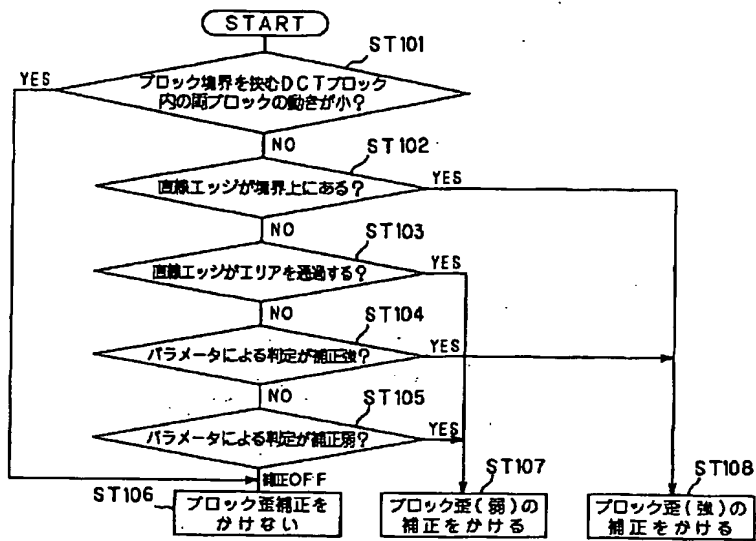 START
ST101
YES
ブロック境界を挟むDCTブロック
内の両ブロックの動きが小?
NO
ST102
直線エッジが境界上にある?
YES
NO
ST103
直線エッジがエリアを通過する?
YES
NO
ST104
パラメータによる判定が補正強?
YES
NO
ST105
パラメータによる判定が補正弱?
YES
補正OFF
ST106
ブロック歪補正を
かけない
ST107
ブロック歪(弱)の
補正をかける
ST108
ブロック歪(強)の
補正をかける